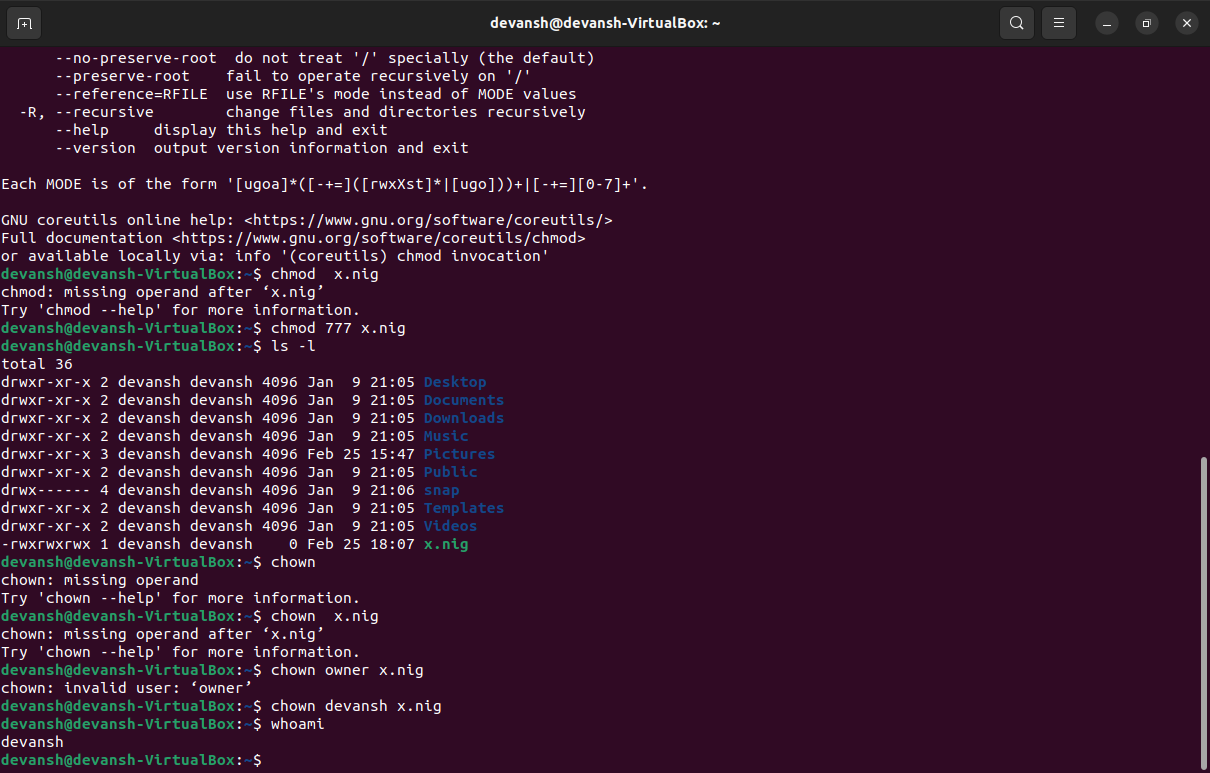 devansh@devansh-VirtualBox: ~
--no-preserve-root  do not treat '/' specially (the default)
--preserve-root    fail to operate recursively on '/'
--reference=RFILE  use RFILE's mode instead of MODE values
-R, --recursive        change files and directories recursively
--help     display this help and exit
--version  output version information and exit
Each MODE is of the form '[ugoa]*([-+=]([rwxXst]*|[ugo]))+|[-+=][0-7]+'.
GNU coreutils online help: <https://www.gnu.org/software/coreutils/>
Full documentation <https://www.gnu.org/software/coreutils/chmod>
or available locally via: info '(coreutils) chmod invocation'
devansh@devansh-VirtualBox:~$ chmod  x.nig
chmod: missing operand after ‘x.nig’
Try 'chmod --help' for more information.
devansh@devansh-VirtualBox:~$ chmod 777 x.nig
devansh@devansh-VirtualBox:~$ ls -l
total 36
drwxr-xr-x 2 devansh devansh 4096 Jan  9 21:05 Desktop
drwxr-xr-x 2 devansh devansh 4096 Jan  9 21:05 Documents
drwxr-xr-x 2 devansh devansh 4096 Jan  9 21:05 Downloads
drwxr-xr-x 2 devansh devansh 4096 Jan  9 21:05 Music
drwxr-xr-x 3 devansh devansh 4096 Feb 25 15:47 Pictures
drwxr-xr-x 2 devansh devansh 4096 Jan  9 21:05 Public
drwx------ 4 devansh devansh 4096 Jan  9 21:06 snap
drwxr-xr-x 2 devansh devansh 4096 Jan  9 21:05 Templates
drwxr-xr-x 2 devansh devansh 4096 Jan  9 21:05 Videos
-rwxrwxrwx 1 devansh devansh    0 Feb 25 18:07 x.nig
devansh@devansh-VirtualBox:~$ chown
chown: missing operand
Try 'chown --help' for more information.
devansh@devansh-VirtualBox:~$ chown  x.nig
chown: missing operand after ‘x.nig’
Try 'chown --help' for more information.
devansh@devansh-VirtualBox:~$ chown owner x.nig
chown: invalid user: ‘owner’
devansh@devansh-VirtualBox:~$ chown devansh x.nig
devansh@devansh-VirtualBox:~$ whoami
devansh
devansh@devansh-VirtualBox:~$